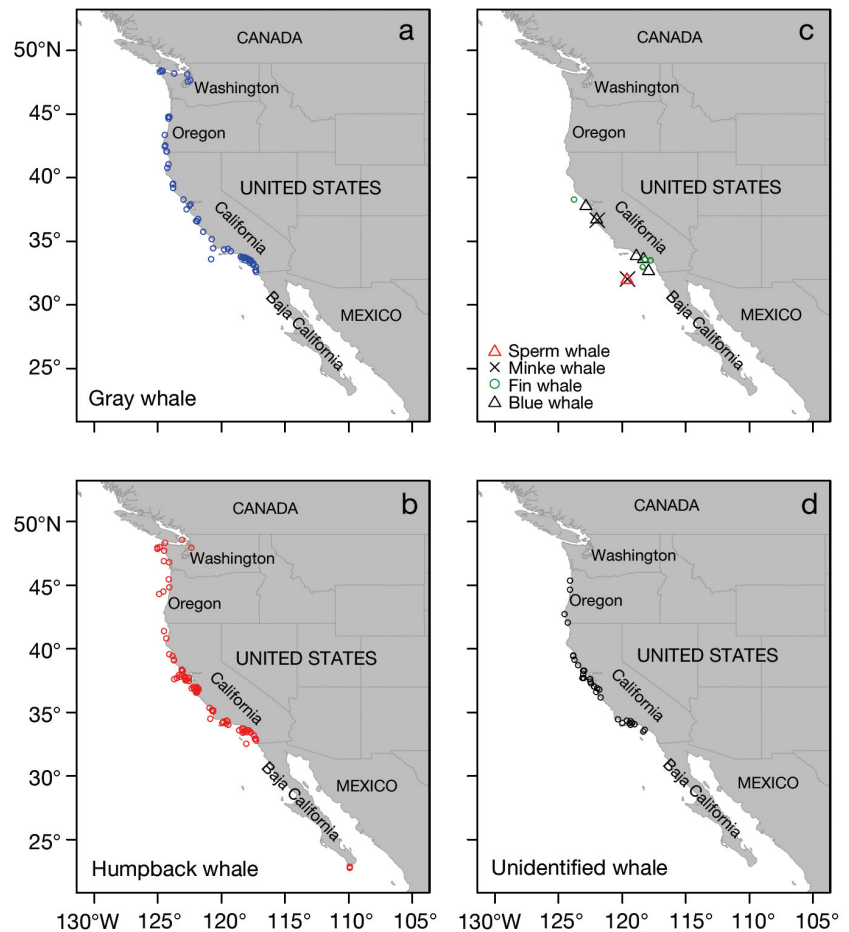 a
CANADA
50°N
Washington
45°
Oregon
40°
UNITED STATES
California
35°
30°
Baja California
MEXICO
25°
Gray whale
c
CANADA
Washington
Oregon
UNITED STATES
California
Baja California
MEXICO
Sperm whale
Minke whale
Fin whale
Blue whale
b
CANADA
50°N
Washington
45°
Oregon
40°
UNITED STATES
California
35°
30°
Baja California
MEXICO
25°
Humpback whale
130°W 125° 120° 115° 110° 105°
d
CANADA
Washington
Oregon
UNITED STATES
California
Baja California
MEXICO
Unidentified whale
130°W 125° 120° 115° 110° 105°